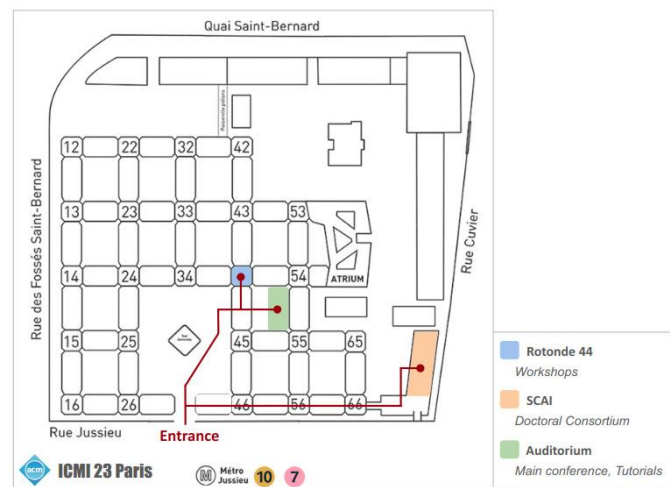 Quai Saint-Bernard
Rue des Fossés Saint-Bernard
Rue Cuvier
12 22 32 42
13 23 33 43 53
14 24 34 54
ATRIUM
15 25 45 55 65
16 26 46 56 66
Rue Jussieu
Entrance
acm
ICMI 23 Paris
M
Métro
Jussieu
10 7
Rotonde 44
Workshops
SCAI
Doctoral Consortium
Auditorium
Main conference, Tutorials